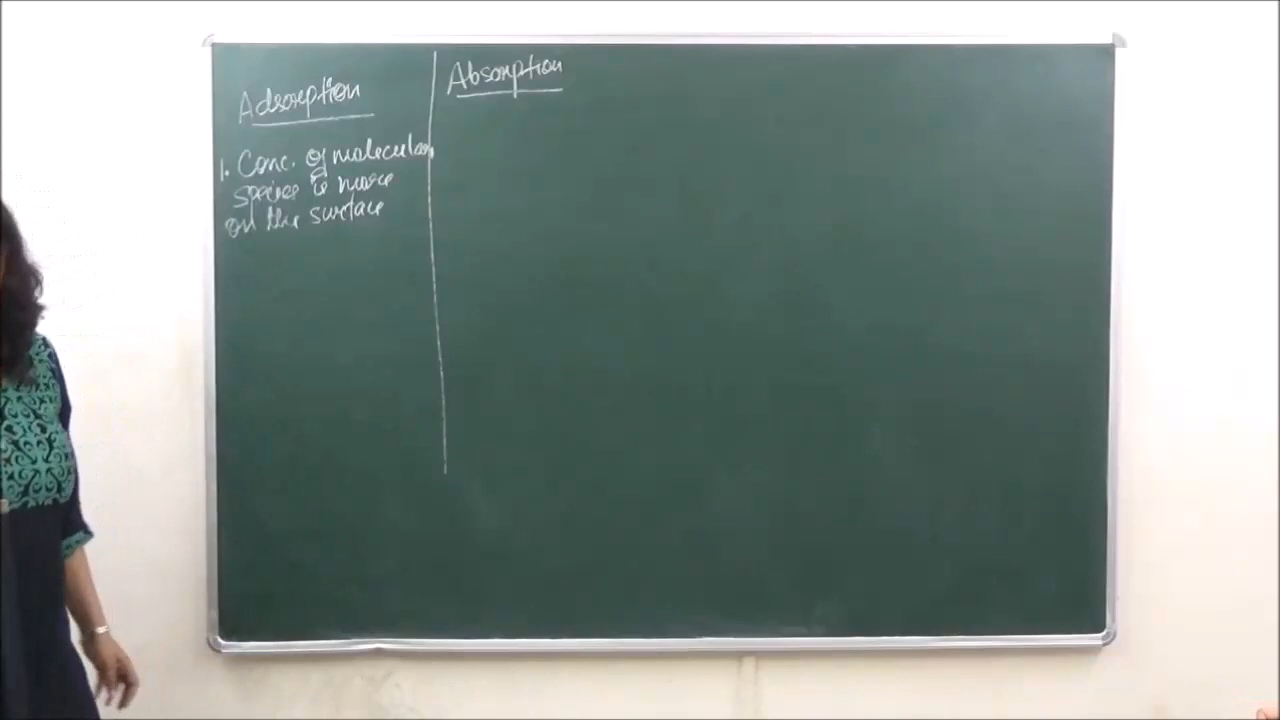 Adsorption
1. Conc. of molecular
species is more
on the surface
Absorption